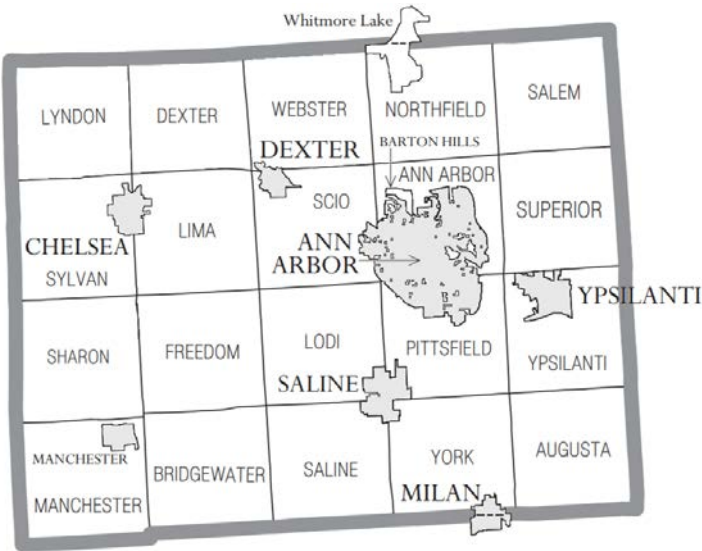 Whitmore Lake
LYNDON
DEXTER
WEBSTER
NORTHFIELD
SALEM
DEXTER
BARTON HILLS
ANN ARBOR
SCIO
SUPERIOR
LIMA
CHELSEA
SYLVAN
ANN
ARBOR
YPSILANTI
SHARON
FREEDOM
LODI
PITTSFIELD
YPSILANTI
SALINE
MANCHESTER
MANCHESTER
BRIDGEWATER
SALINE
YORK
AUGUSTA
MILAN